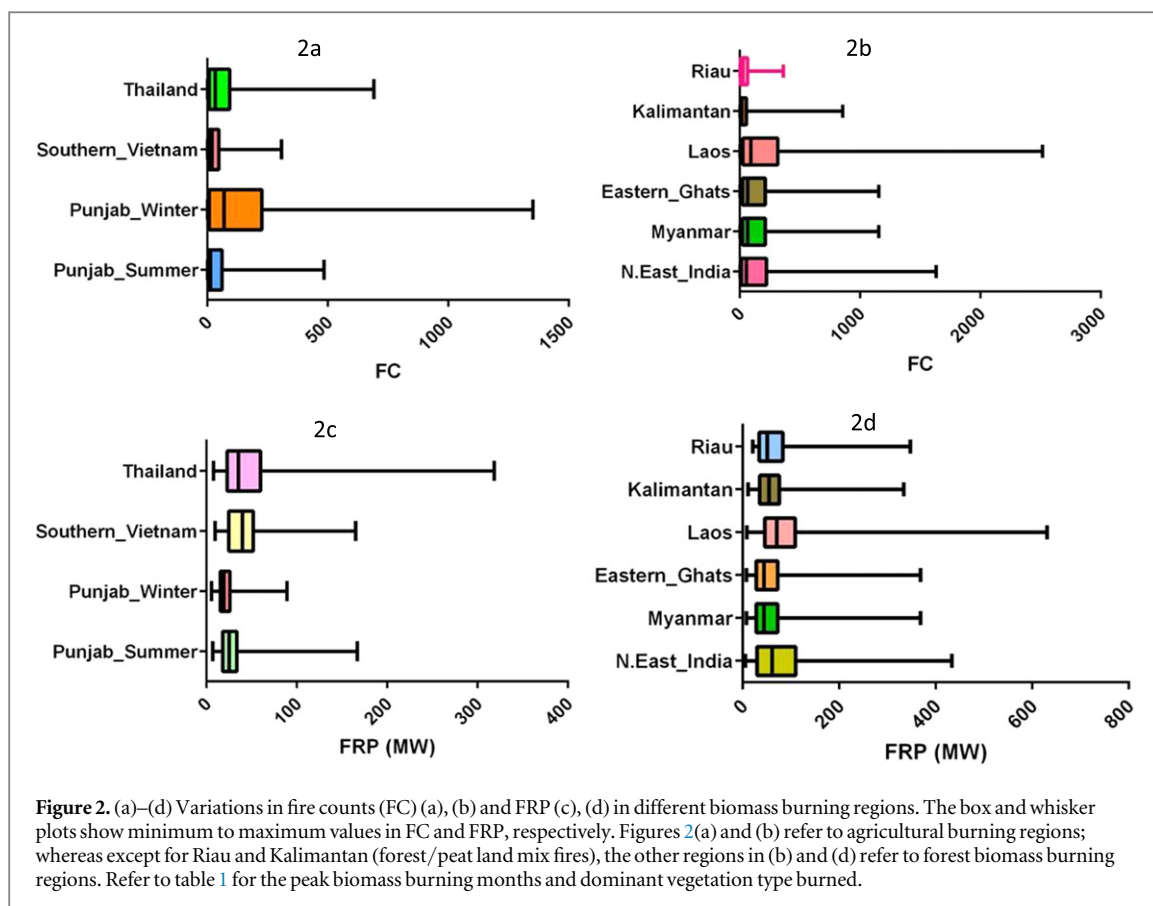 2a
Thailand
Southern_Vietnam
Punjab_Winter
Punjab_Summer
0
500
1000
1500
FC
2b
Riau
Kalimantan
Laos
Eastern_Ghats
Myanmar
N.East_India
0
1000
2000
3000
FC
2c
Thailand
Southern_Vietnam
Punjab_Winter
Punjab_Summer
0
100
200
300
400
FRP (MW)
2d
Riau
Kalimantan
Laos
Eastern_Ghats
Myanmar
N.East_India
0
200
400
600
800
FRP (MW)
Figure 2. (a)–(d) Variations in fire counts (FC) (a), (b) and FRP (c), (d) in different biomass burning regions. The box and whisker
plots show minimum to maximum values in FC and FRP, respectively. Figures 2(a) and (b) refer to agricultural burning regions;
whereas except for Riau and Kalimantan (forest/peat land mix fires), the other regions in (b) and (d) refer to forest biomass burning
regions. Refer to table 1 for the peak biomass burning months and dominant vegetation type burned.